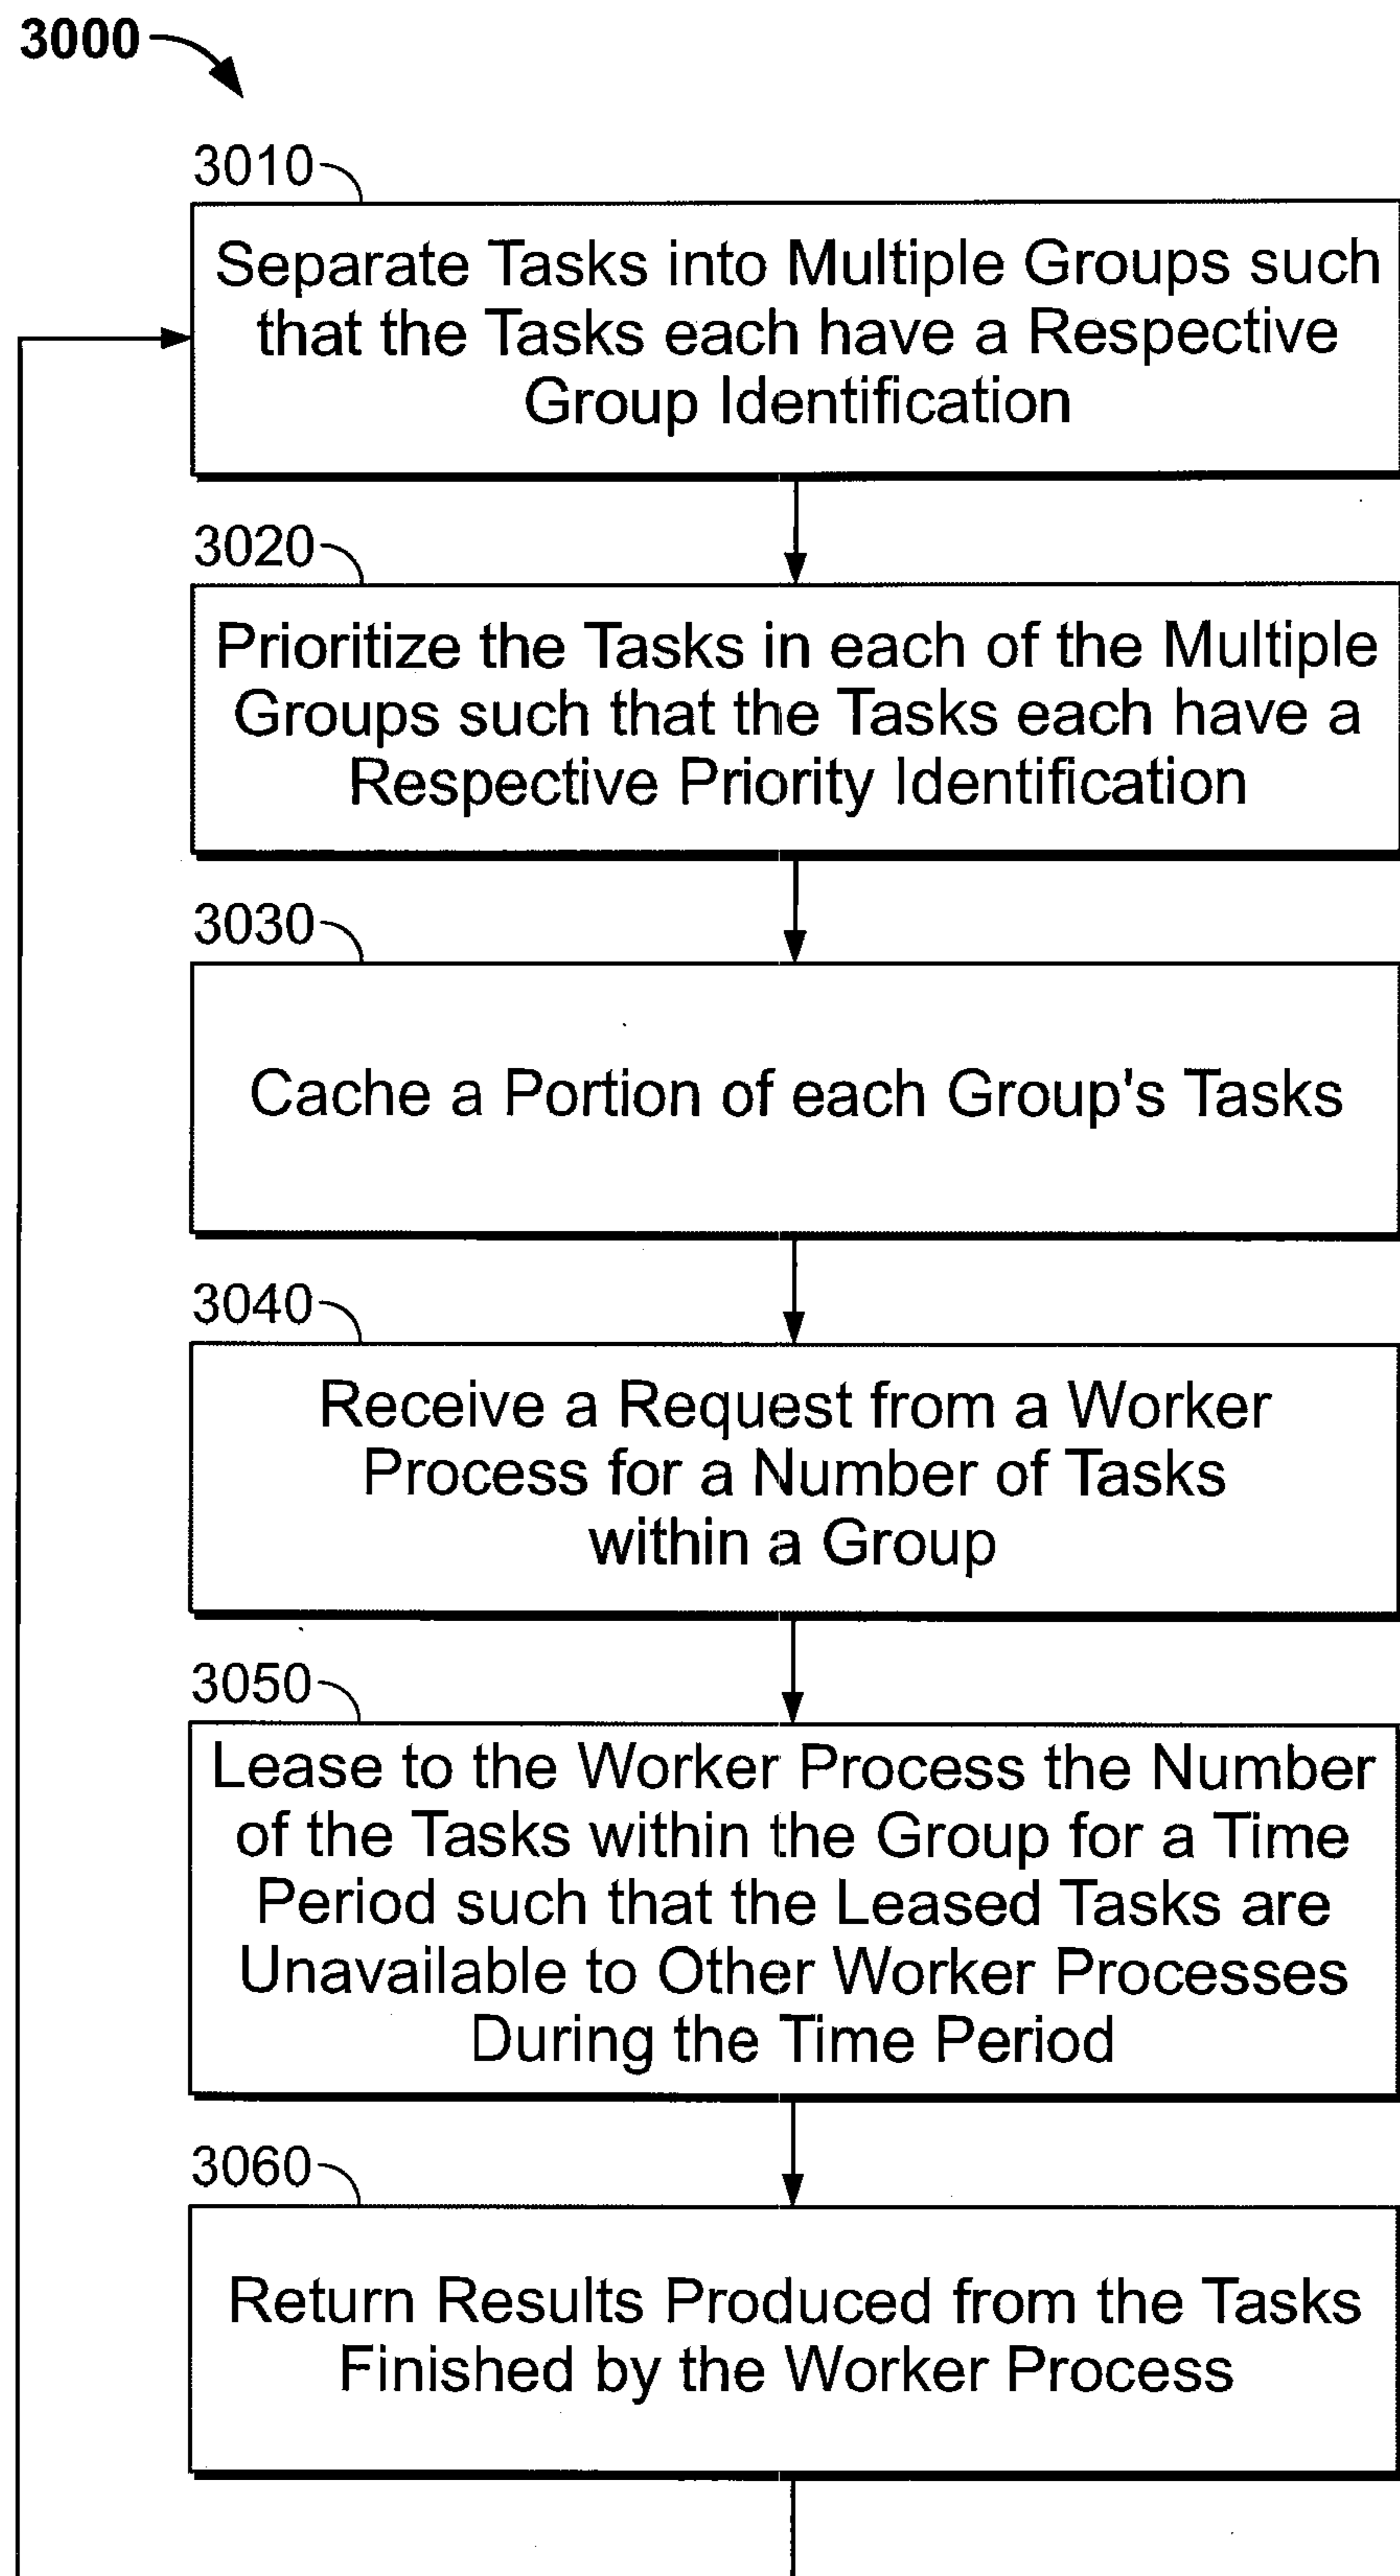 3000
3010
Separate Tasks into Multiple Groups such
that the Tasks each have a Respective
Group Identification
3020
Prioritize the Tasks in each of the Multiple
Groups such that the Tasks each have a
Respective Priority Identification
3030
Cache a Portion of each Group's Tasks
3040
Receive a Request from a Worker
Process for a Number of Tasks
within a Group
3050
Lease to the Worker Process the Number
of the Tasks within the Group for a Time
Period such that the Leased Tasks are
Unavailable to Other Worker Processes
During the Time Period
3060
Return Results Produced from the Tasks
Finished by the Worker Process